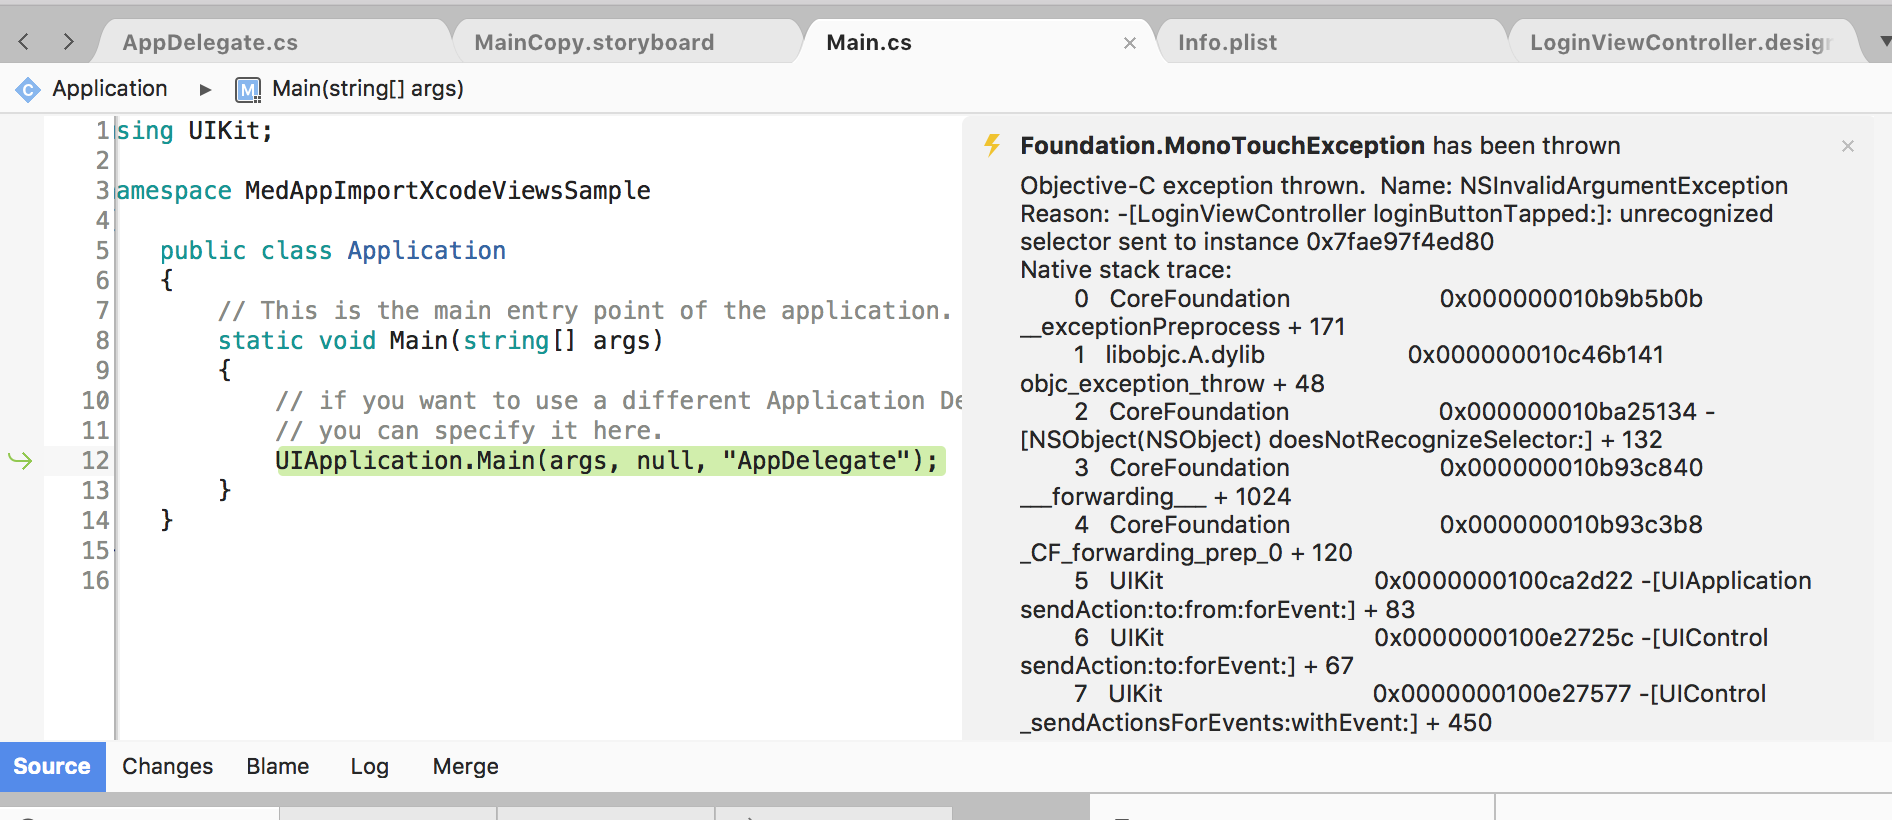 AppDelegate.cs
MainCopy.storyboard
Main.cs
Info.plist
LoginViewController.desig
Application
M Main(string[] args)
1 sing UIKit;
2
3 amespace MedAppImportXcodeViewsSample
4
5 public class Application
6 {
7 // This is the main entry point of the application.
8 static void Main(string[] args)
9 {
10 // if you want to use a different Application De
11 // you can specify it here.
12 UIApplication.Main(args, null, "AppDelegate");
13 }
14 }
15
16
Foundation.MonoTouchException has been thrown
Objective-C exception thrown. Name: NSInvalidArgumentException
Reason: -[LoginViewController loginButtonTapped:]: unrecognized
selector sent to instance 0x7fae97f4ed80
Native stack trace:
0 CoreFoundation 0x000000010b9b5b0b
__exceptionPreprocess + 171
1 libobjc.A.dylib 0x000000010c46b141
objc_exception_throw + 48
2 CoreFoundation 0x000000010ba25134 -
[NSObject(NSObject) doesNotRecognizeSelector:] + 132
3 CoreFoundation 0x000000010b93c840
___forwarding___ + 1024
4 CoreFoundation 0x000000010b93c3b8
_CF_forwarding_prep_0 + 120
5 UIKit 0x0000000100ca2d22 -[UIApplication
sendAction:to:from:forEvent:] + 83
6 UIKit 0x0000000100e2725c -[UIControl
sendAction:to:forEvent:] + 67
7 UIKit 0x0000000100e27577 -[UIControl
_sendActionsForEvents:withEvent:] + 450
Source
Changes
Blame
Log
Merge